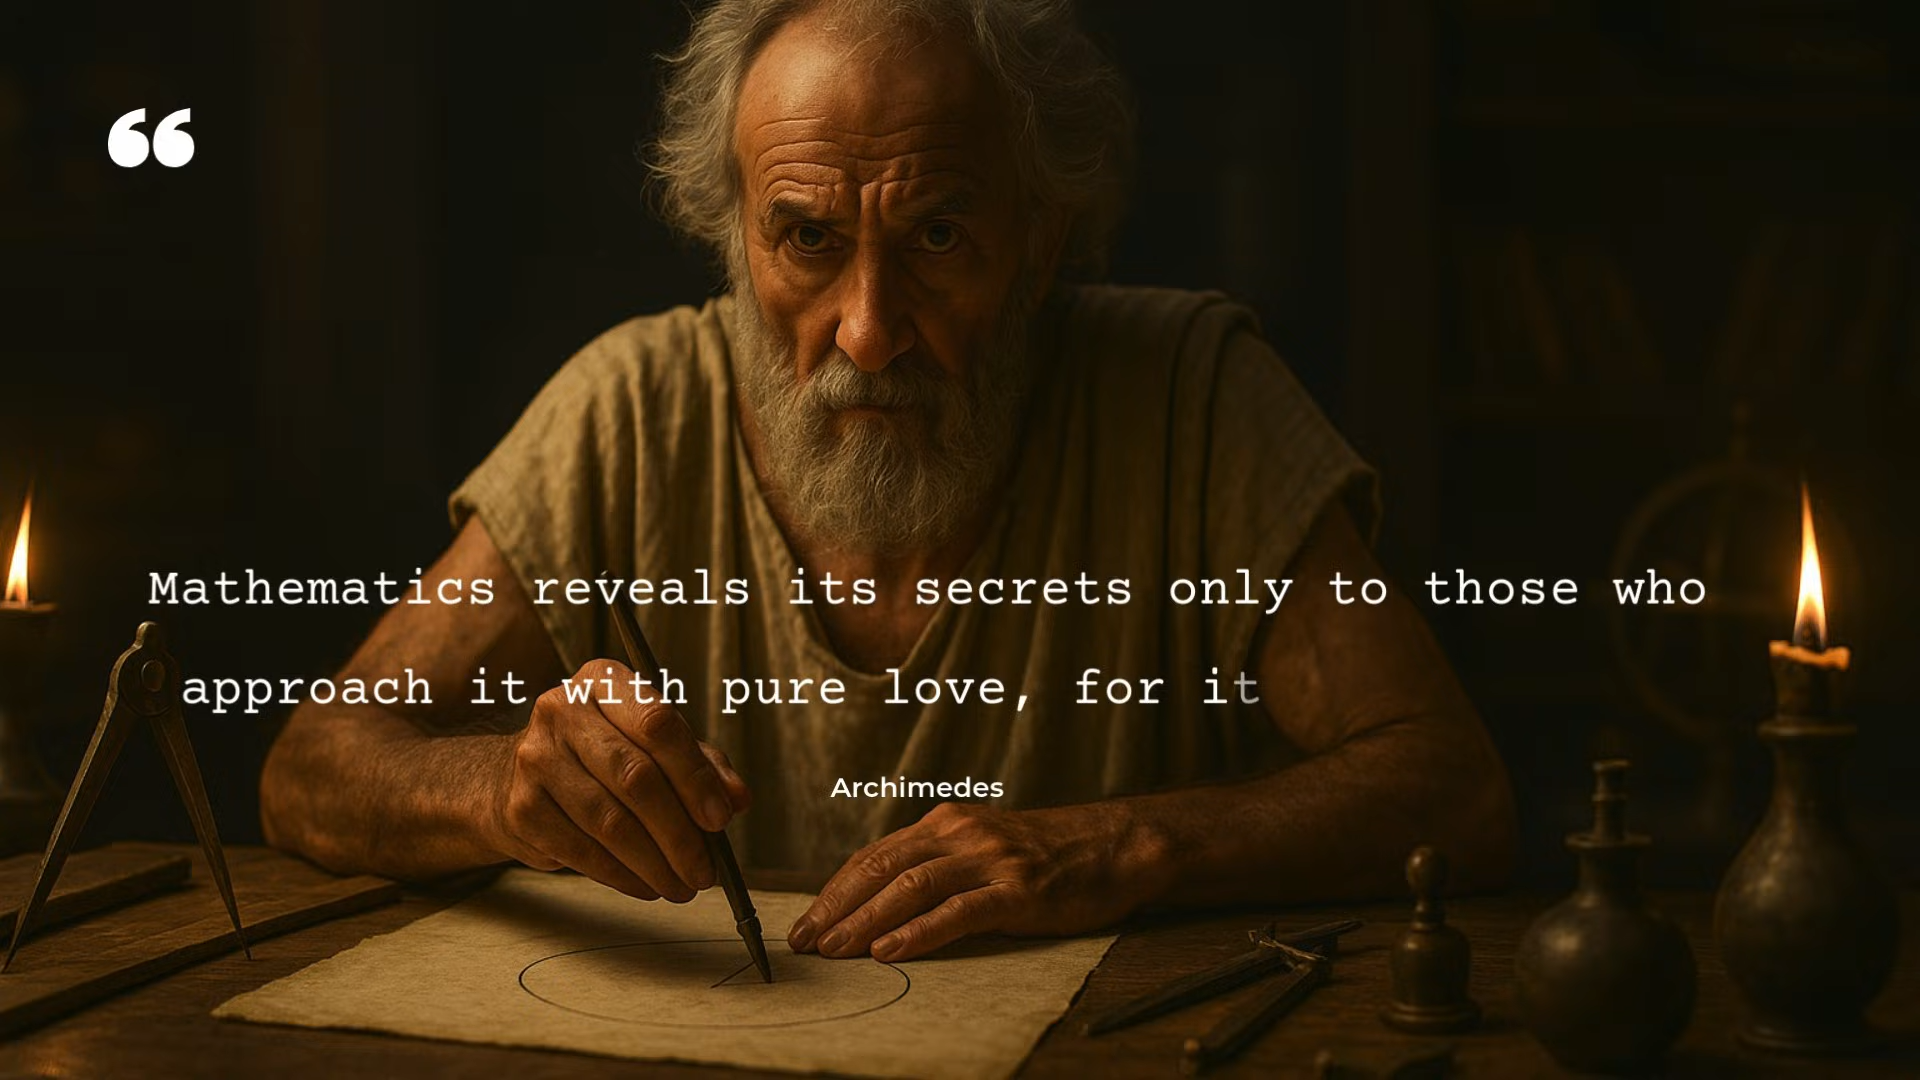 “
Mathematics reveals its secrets only to those who
approach it with pure love, for it
Archimedes